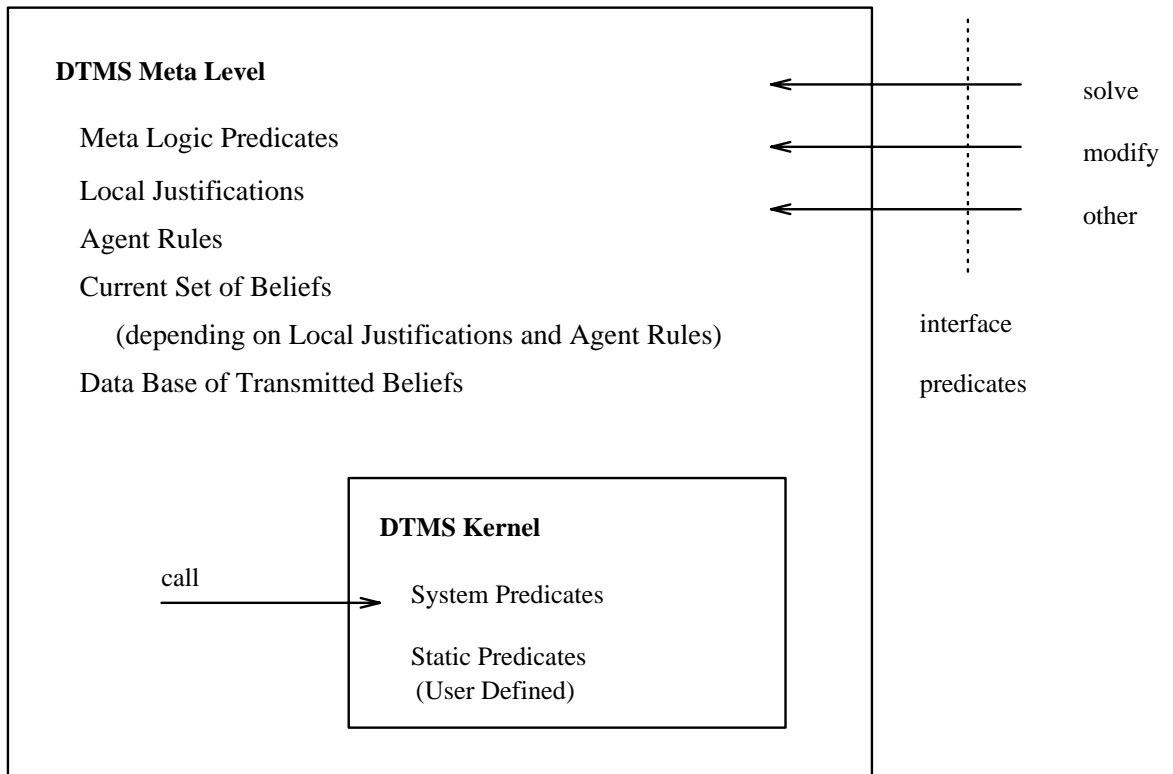 DTMS Meta Level
Meta Logic Predicates
Local Justifications
Agent Rules
Current Set of Beliefs
(depending on Local Justifications and Agent Rules)
Data Base of Transmitted Beliefs
solve
modify
other
interface
predicates
DTMS Kernel
call
System Predicates
Static Predicates
(User Defined)